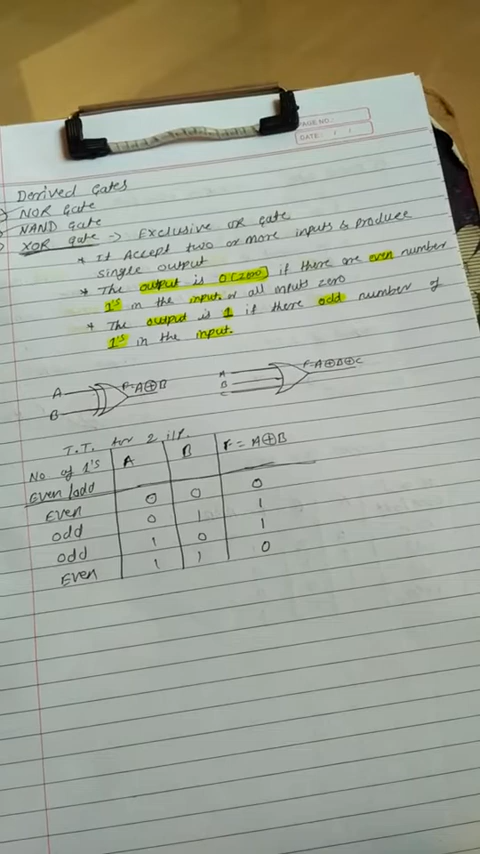 PAGE NO.:
DATE: / /
Derived Gates
NOR Gate
NAND Gate
XOR gate -> Exclusive OR gate
* It Accept two or more inputs & produce
single output
* The output is 0(zero) if there are even number
1's in the input or all inputs zero
* The output is 1 if there odd number of
1's in the input.
A
B
F=A⊕B
A
B
C
F=A⊕B⊕C
T.T. for 2 i/p.
No of 1's A B F = A⊕B
Even /odd
Even 0 0 0
odd 0 1 1
odd 1 0 1
Even 1 1 0